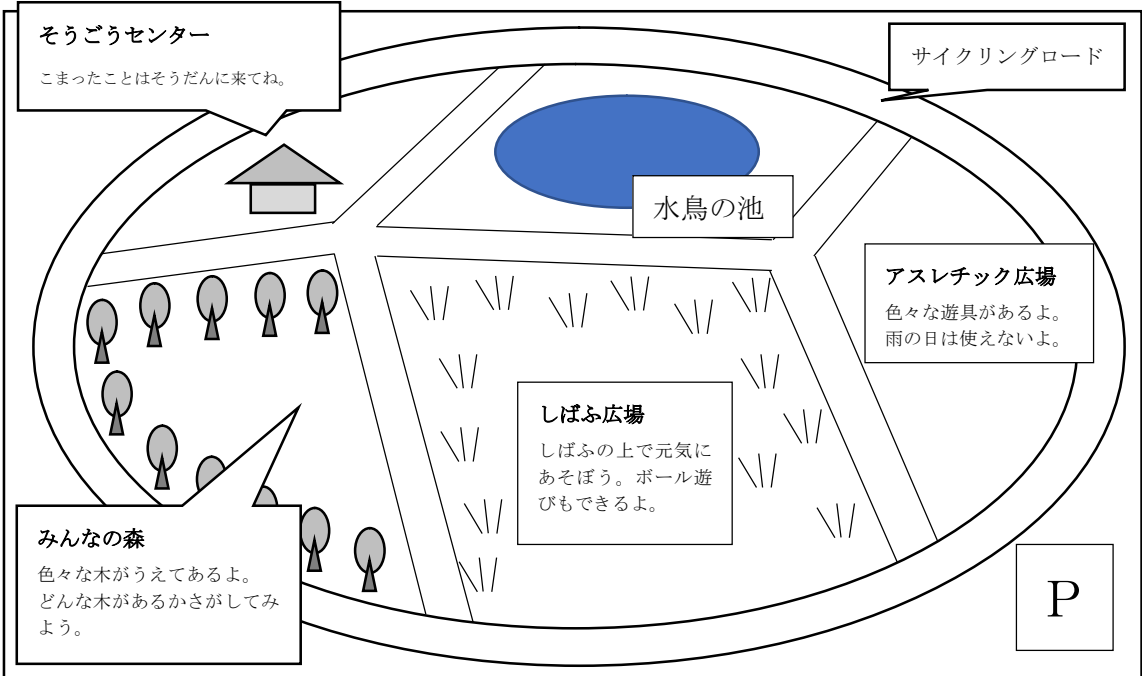 そうごうセンター
こまったことはそうだんに来てね。
サイクリングロード
水鳥の池
アスレチック広場
色々な遊具があるよ。
雨の日は使えないよ。
しばふ広場
しばふの上で元気に
あそぼう。ボール遊
びもできるよ。
みんなの森
色々な木がうえてあるよ。
どんな木があるかさがしてみ
よう。
P